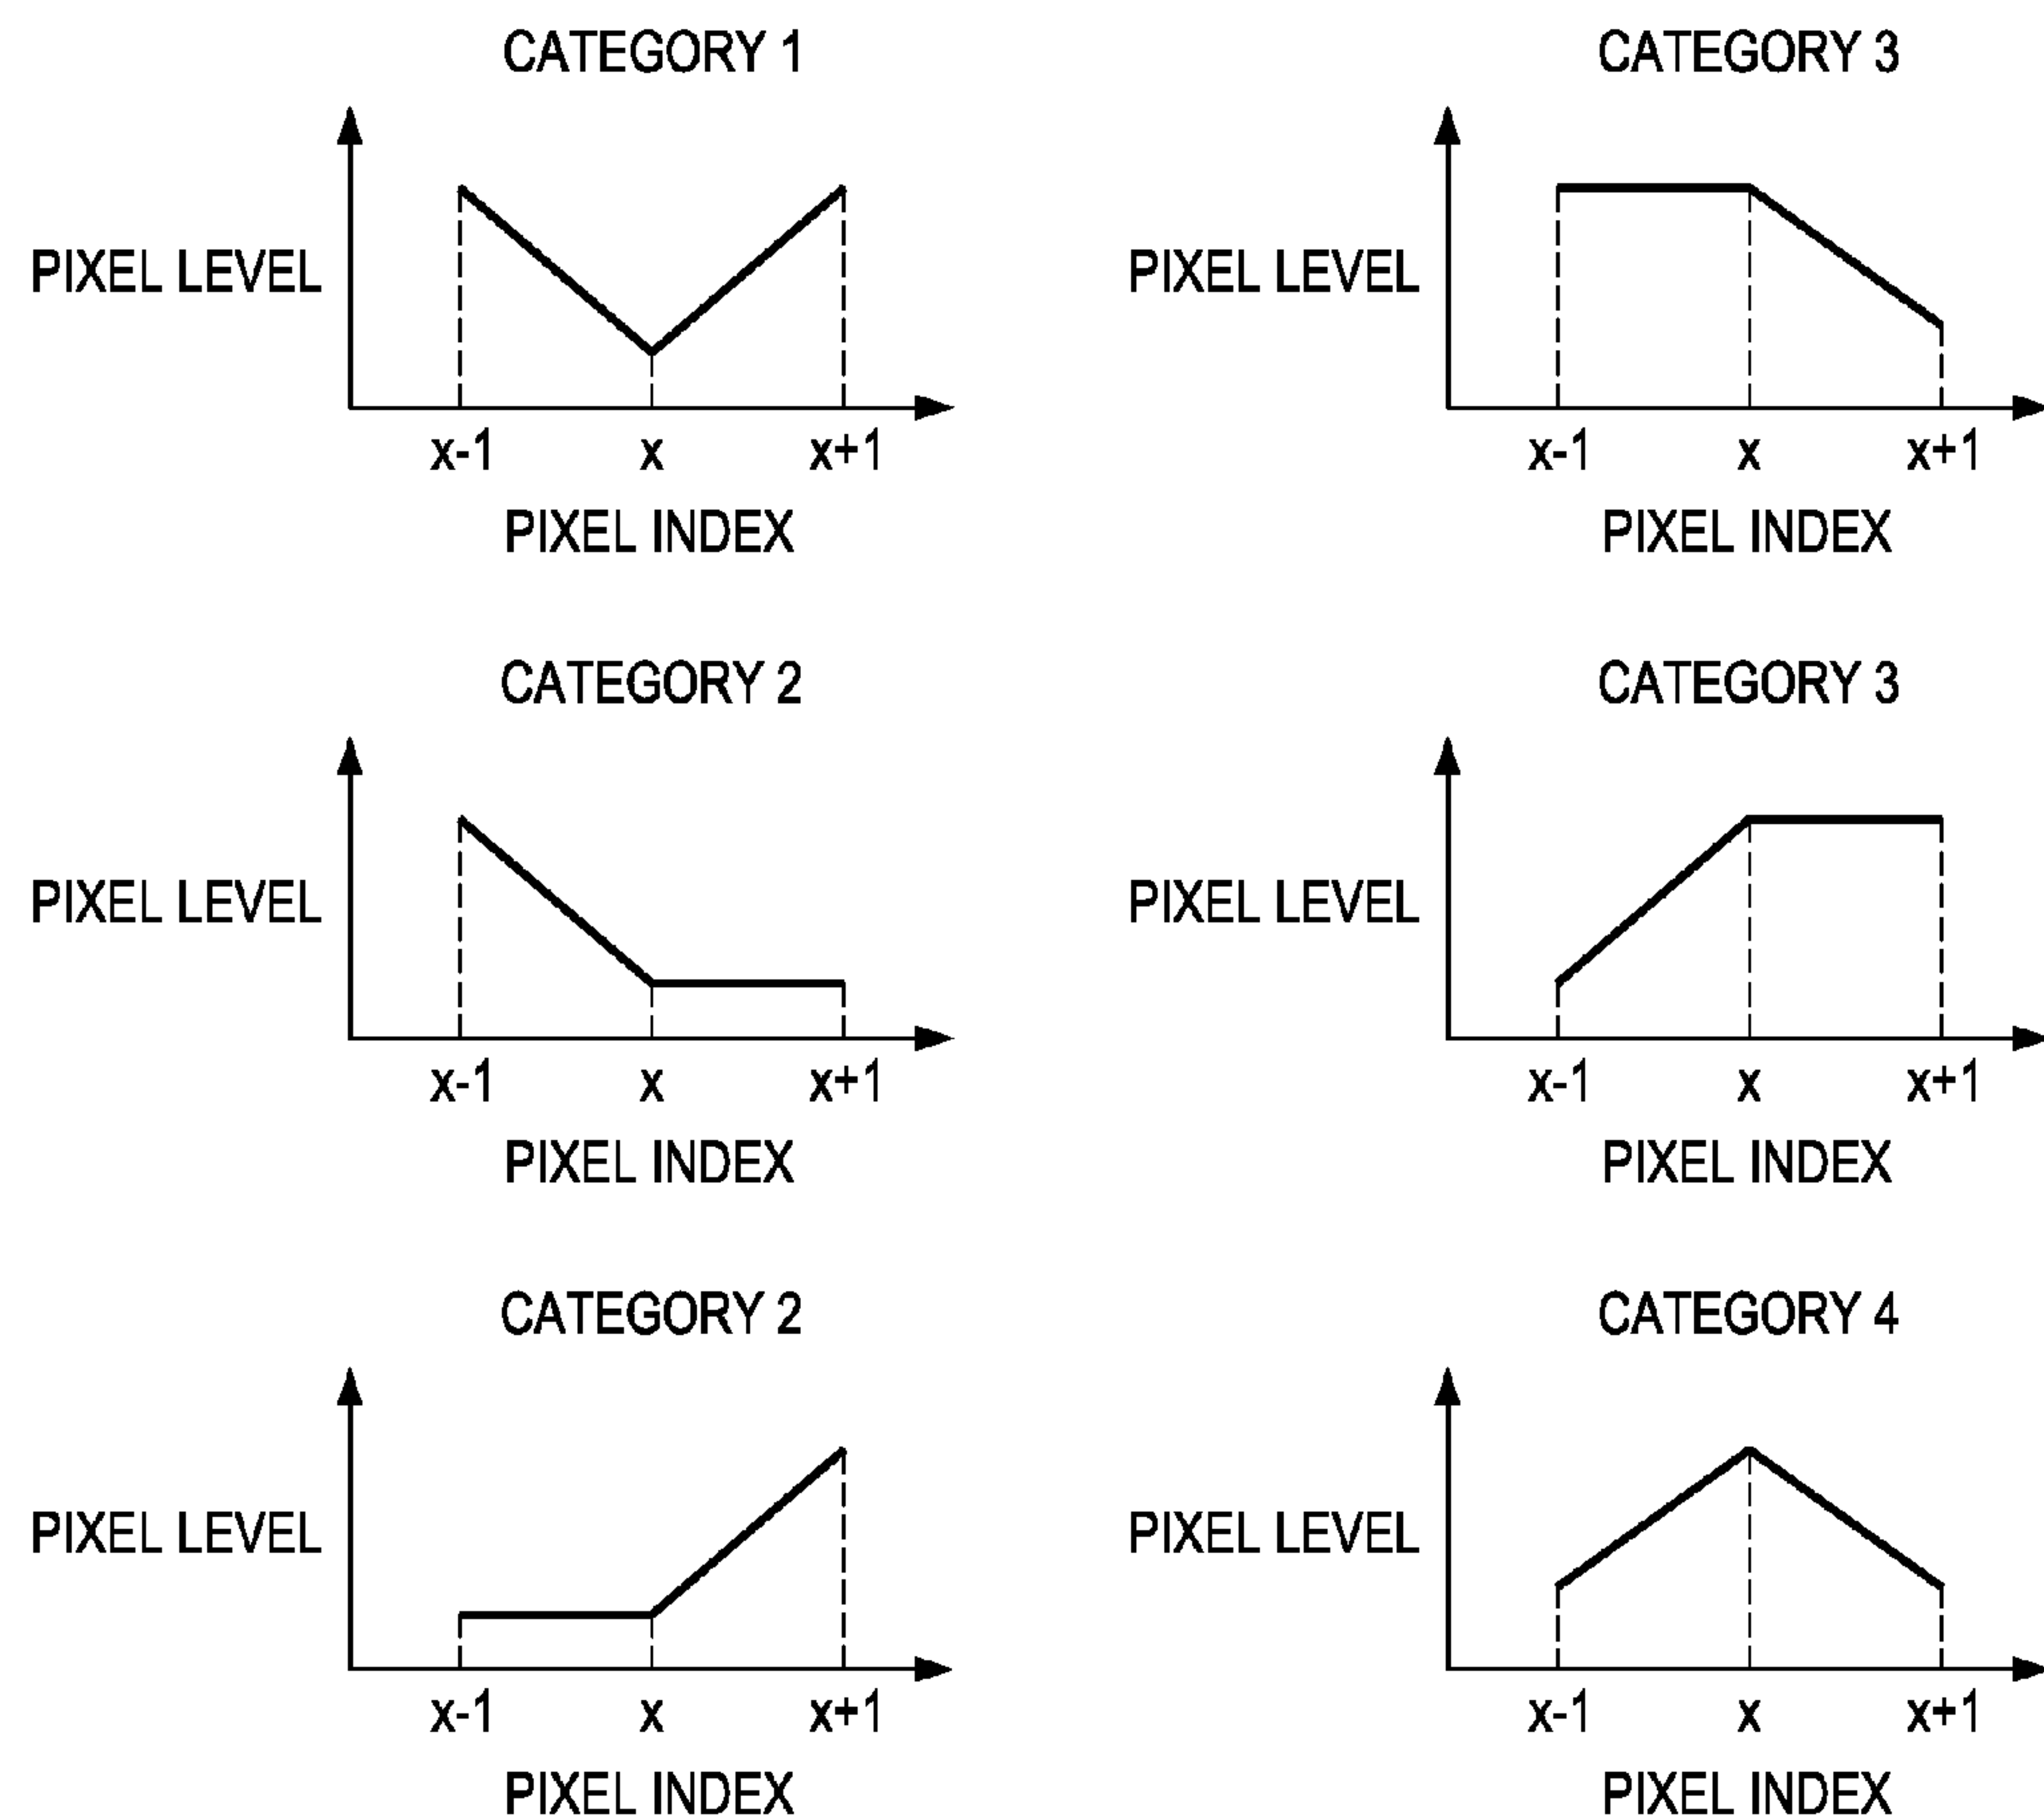 CATEGORY 1
PIXEL LEVEL
x-1 x x+1
PIXEL INDEX
CATEGORY 2
PIXEL LEVEL
x-1 x x+1
PIXEL INDEX
CATEGORY 2
PIXEL LEVEL
x-1 x x+1
PIXEL INDEX
CATEGORY 3
PIXEL LEVEL
x-1 x x+1
PIXEL INDEX
CATEGORY 3
PIXEL LEVEL
x-1 x x+1
PIXEL INDEX
CATEGORY 4
PIXEL LEVEL
x-1 x x+1
PIXEL INDEX